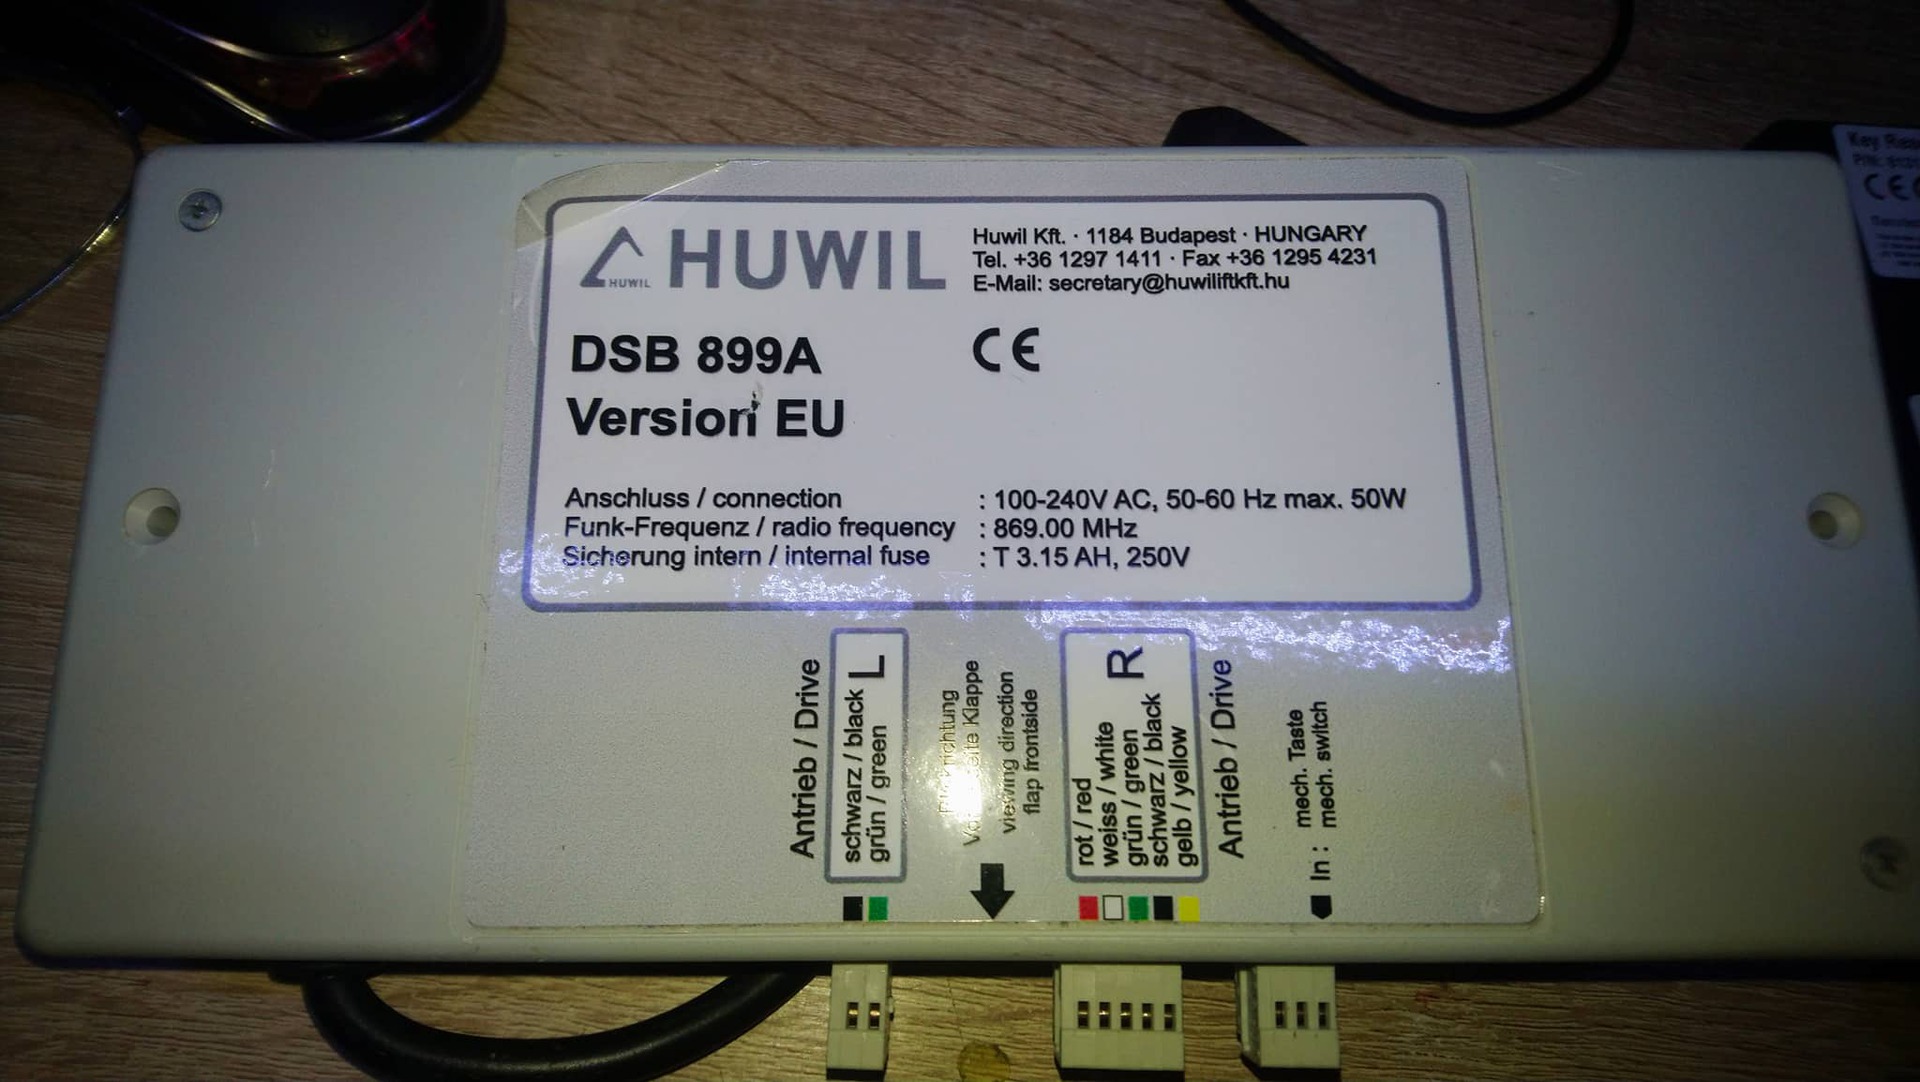 HUWIL
HUWIL
Huwil Kft. · 1184 Budapest · HUNGARY
Tel. +36 1297 1411 · Fax +36 1295 4231
E-Mail: secretary@huwiliftkft.hu
DSB 899A
CE
Version EU
Anschluss / connection : 100-240V AC, 50-60 Hz max. 50W
Funk-Frequenz / radio frequency : 869.00 MHz
Sicherung intern / internal fuse : T 3.15 AH, 250V
Antrieb / Drive
L
schwarz / black
grün / green
Klappe
viewing direction
flap frontside
R
rot / red
weiss / white
grün / green
schwarz / black
gelb / yellow
Antrieb / Drive
In : mech. Taste
mech. switch
Key
CE